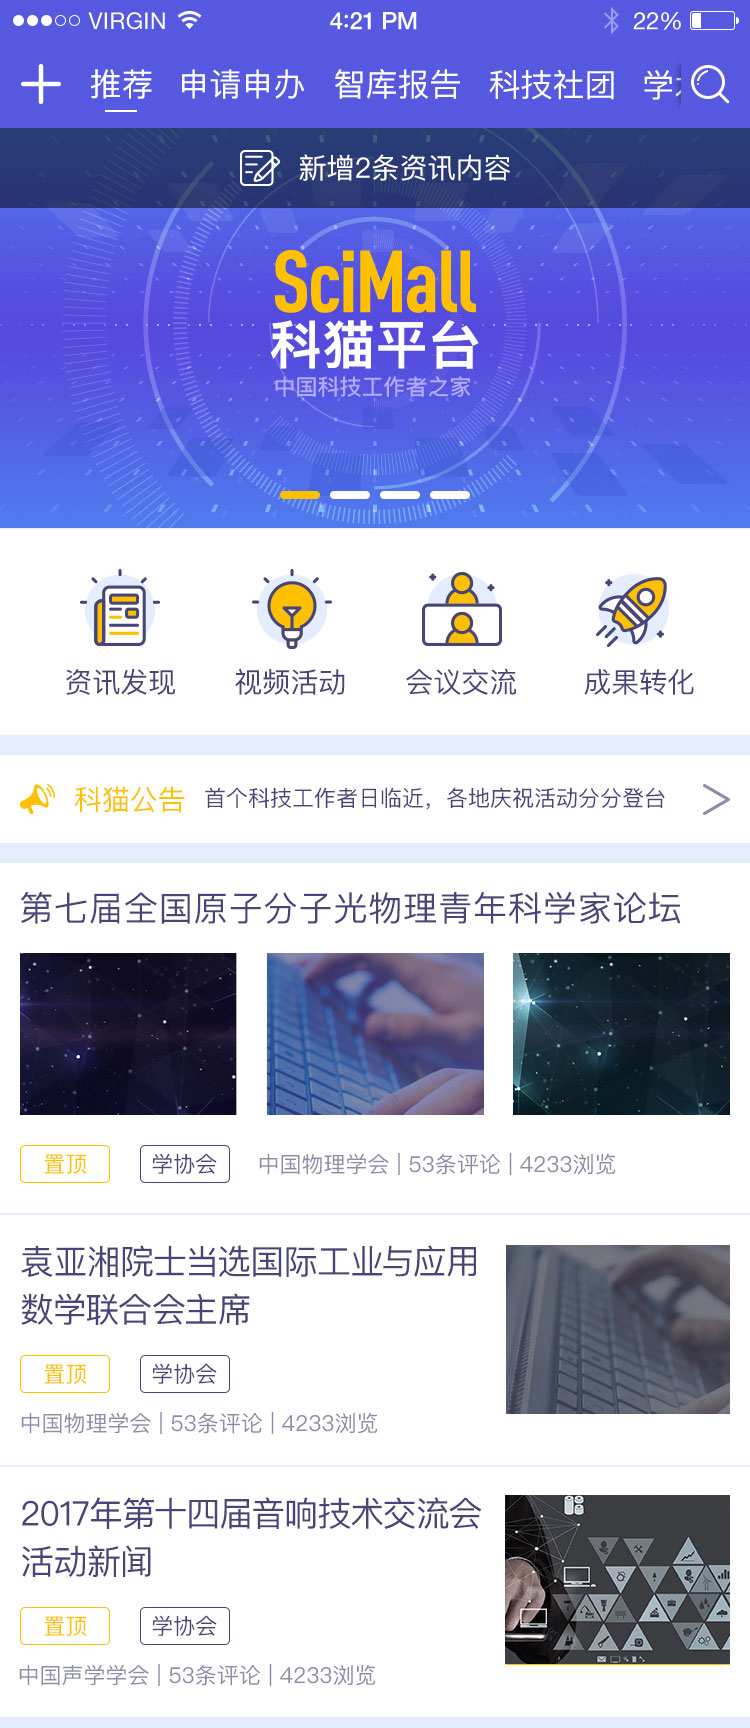 VIRGIN
4:21 PM
22%
推荐 申请申办 智库报告 科技社团 学
新增2条资讯内容
SciMall
科猫平台
中国科技工作者之家
资讯发现 视频活动 会议交流 成果转化
科猫公告 首个科技工作者日临近，各地庆祝活动分分登台
第七届全国原子分子光物理青年科学家论坛
置顶 学协会 中国物理学会 | 53条评论 | 4233浏览
袁亚湘院士当选国际工业与应用
数学联合会主席
置顶 学协会
中国物理学会 | 53条评论 | 4233浏览
2017年第十四届音响技术交流会
活动新闻
置顶 学协会
中国声学学会 | 53条评论 | 4233浏览